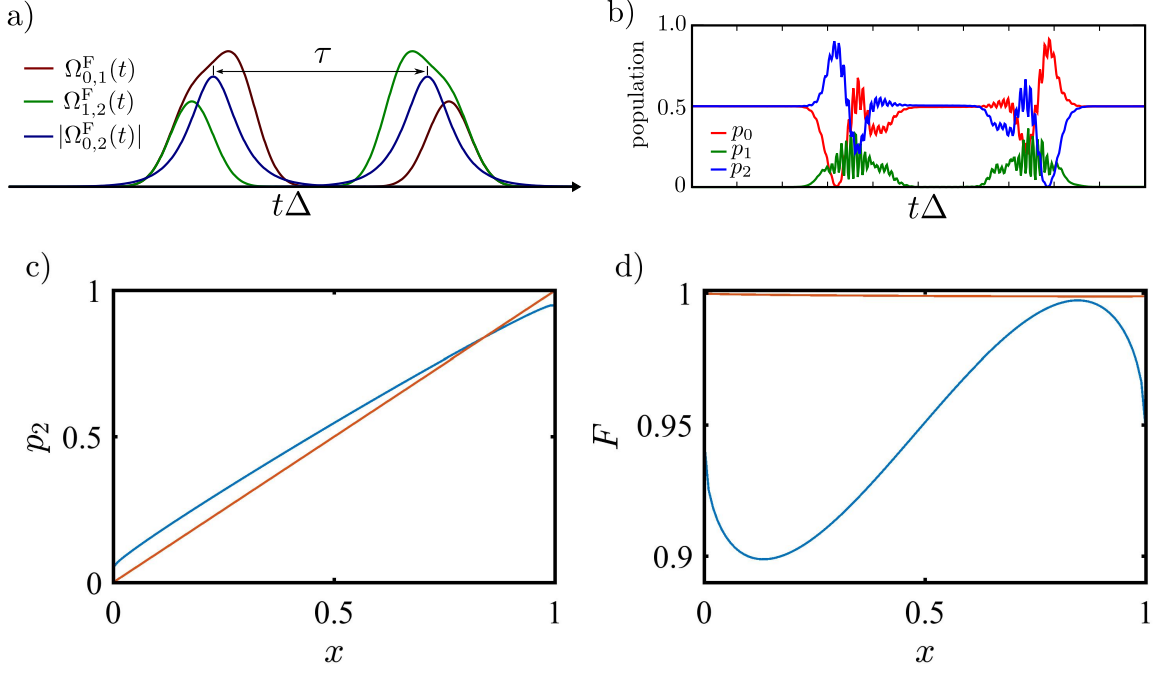 a)
Ω^F_{0,1}(t)
Ω^F_{1,2}(t)
|Ω^F_{0,2}(t)|
τ
tΔ
b)
population
1.0
0.5
0
p_0
p_1
p_2
tΔ
c)
p_2
1
0.5
0
0
0.5
1
x
d)
F
1
0.95
0.9
0
0.5
1
x